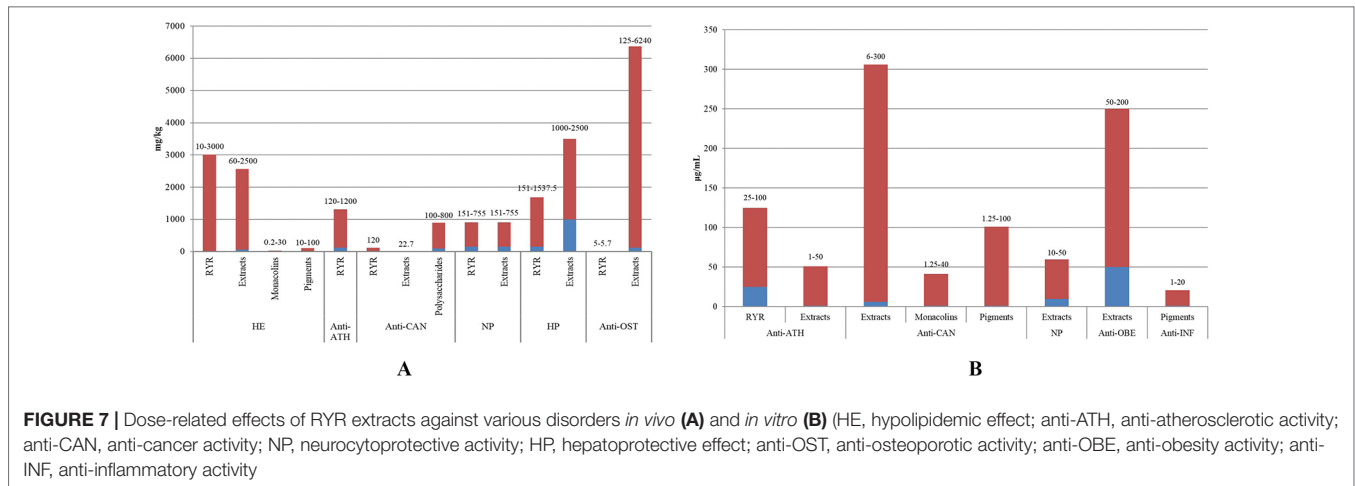 7000
6000
5000
4000
3000
2000
1000
0
mg/kg
10-3000
60-2500
0.2-30
10-100
120-1200
120
22.7
100-800
151-755
151-755
151-1537.5
1000-2500
5-5.7
125-6240
RYR
Extracts
Monacolins
Pigments
RYR
RYR
Extracts
Polysaccharides
RYR
Extracts
RYR
Extracts
RYR
Extracts
HE
Anti-
ATH
Anti-CAN
NP
HP
Anti-OST
A
350
300
250
200
150
100
50
0
µg/mL
25-100
1-50
6-300
1.25-40
1.25-100
10-50
50-200
1-20
RYR
Extracts
Extracts
Monacolins
Pigments
Extracts
Extracts
Pigments
Anti-ATH
Anti-CAN
NP
Anti-OBE
Anti-INF
B
FIGURE 7 | Dose-related effects of RYR extracts against various disorders in vivo (A) and in vitro (B) (HE, hypolipidemic effect; anti-ATH, anti-atherosclerotic activity;
anti-CAN, anti-cancer activity; NP, neurocytoprotective activity; HP, hepatoprotective effect; anti-OST, anti-osteoporotic activity; anti-OBE, anti-obesity activity; anti-
INF, anti-inflammatory activity